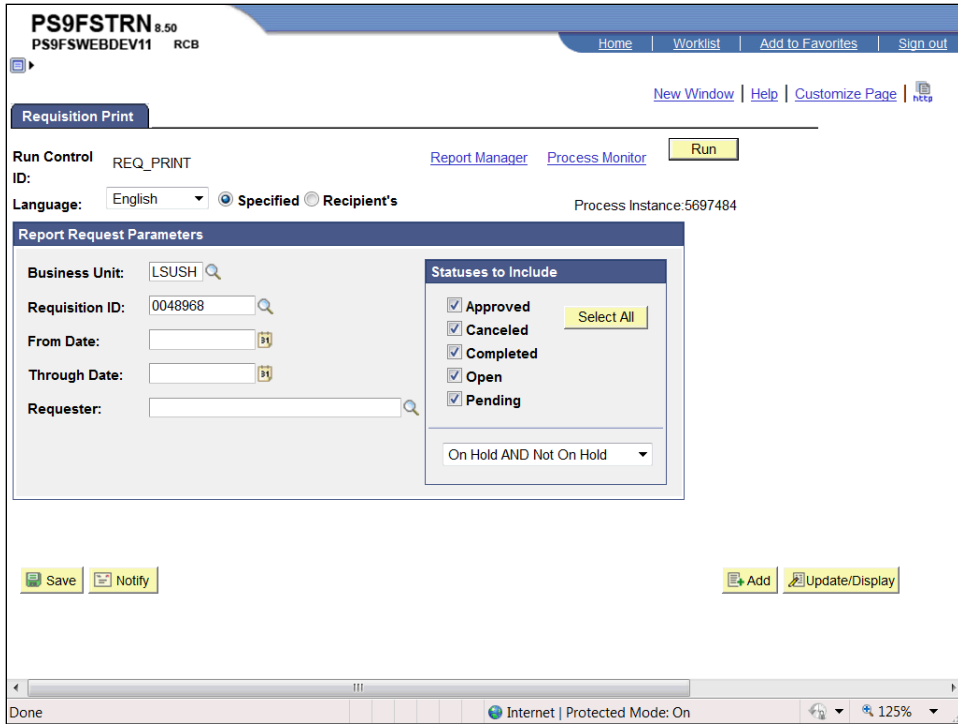 PS9FSTRN 8.50
PS9FSWEBDEV11 RCB
Home | Worklist | Add to Favorites | Sign out
New Window | Help | Customize Page | http
Requisition Print
Run Control ID: REQ_PRINT Report Manager Process Monitor Run
Language: English Specified Recipient's Process Instance:5697484
Report Request Parameters
Business Unit: LSUSH
Requisition ID: 0048968
From Date: 31
Through Date: 31
Requester:
Statuses to Include
Approved
Select All
Canceled
Completed
Open
Pending
On Hold AND Not On Hold
Save Notify Add Update/Display
Done Internet | Protected Mode: On 125%